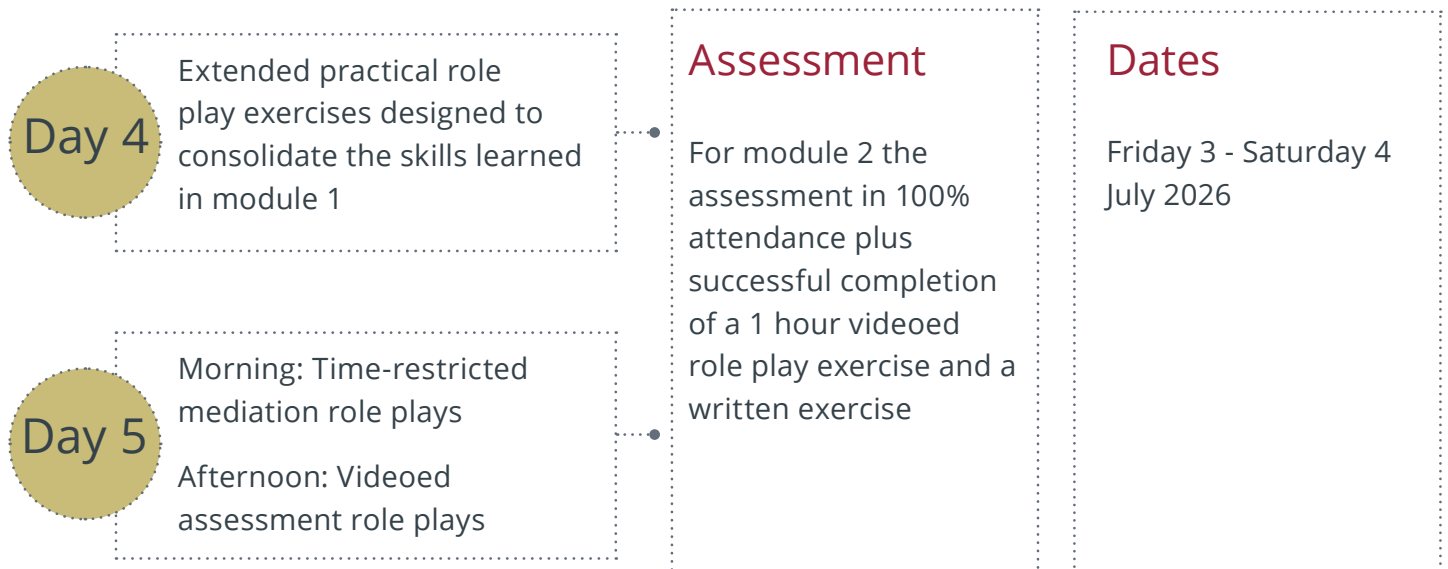 Day 4
Extended practical role
play exercises designed to
consolidate the skills learned
in module 1
Day 5
Morning: Time-restricted
mediation role plays
Afternoon: Videoed
assessment role plays
Assessment
For module 2 the
assessment in 100%
attendance plus
successful completion
of a 1 hour videoed
role play exercise and a
written exercise
Dates
Friday 3 - Saturday 4
July 2026